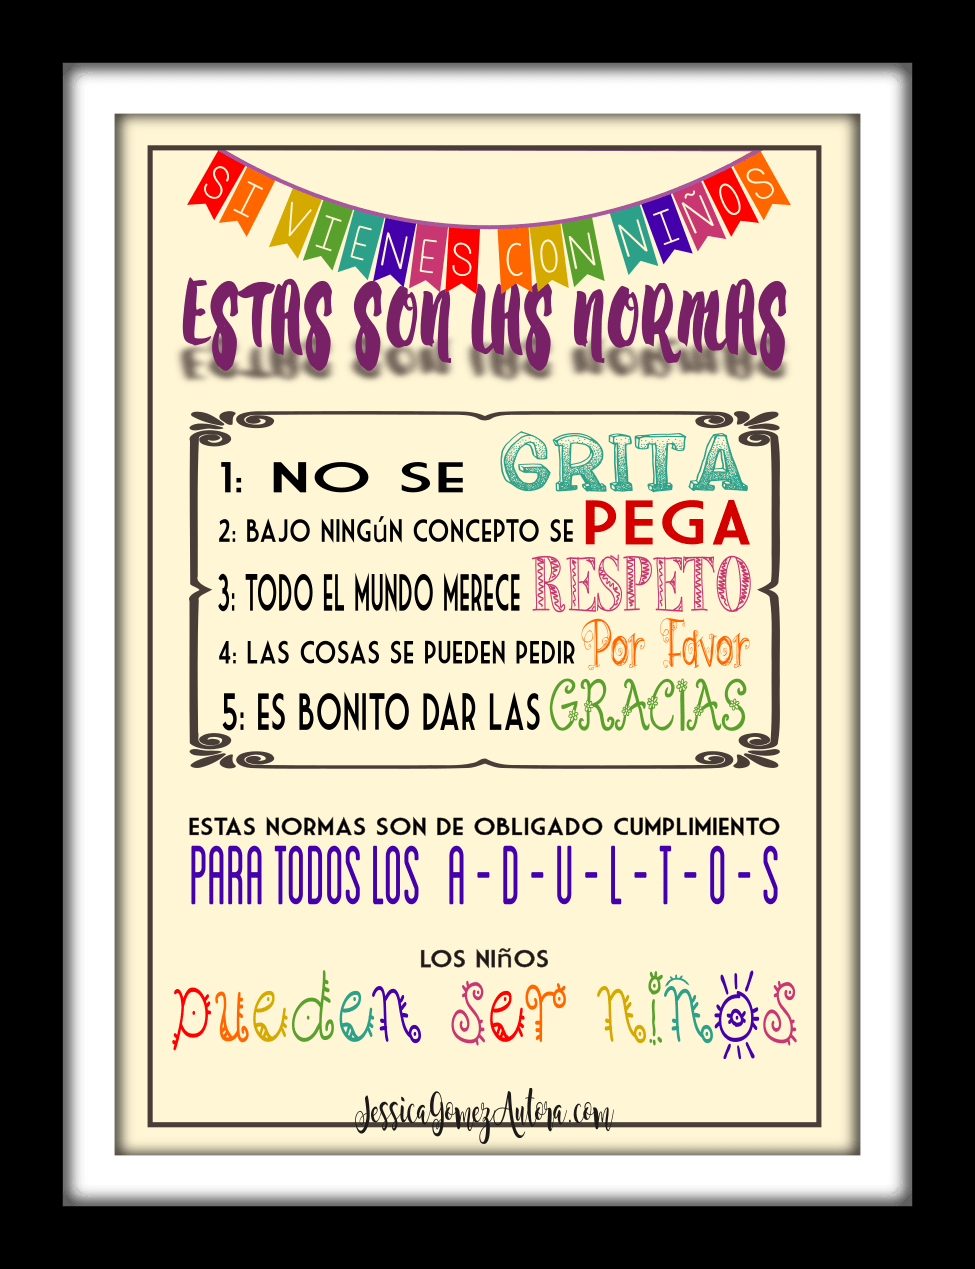 SI VIENES CON NIÑOS
ESTAS SON LAS NORMAS
1: NO SE GRITA
2: BAJO NINGÚN CONCEPTO SE PEGA
3: TODO EL MUNDO MERECE RESPETO
4: LAS COSAS SE PUEDEN PEDIR Por Favor
5: ES BONITO DAR LAS GRACIAS
ESTAS NORMAS SON DE OBLIGADO CUMPLIMIENTO
PARA TODOS LOS A-D-U-L-T-O-S
LOS NIÑOS
pueden ser niños
JessicaGomezAutora.com